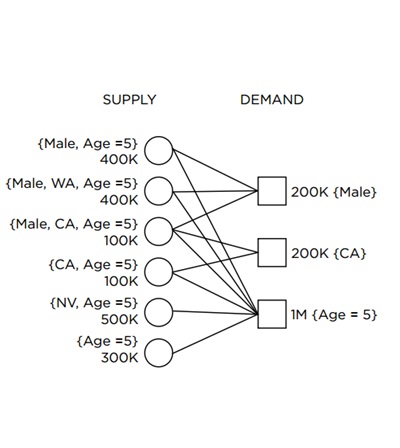 SUPPLY DEMAND
{Male, Age =5}
400K
{Male, WA, Age =5}
400K
200K {Male}
{Male, CA, Age =5}
100K
200K {CA}
{CA, Age =5}
100K
{NV, Age =5}
500K
1M {Age = 5}
{Age =5}
300K